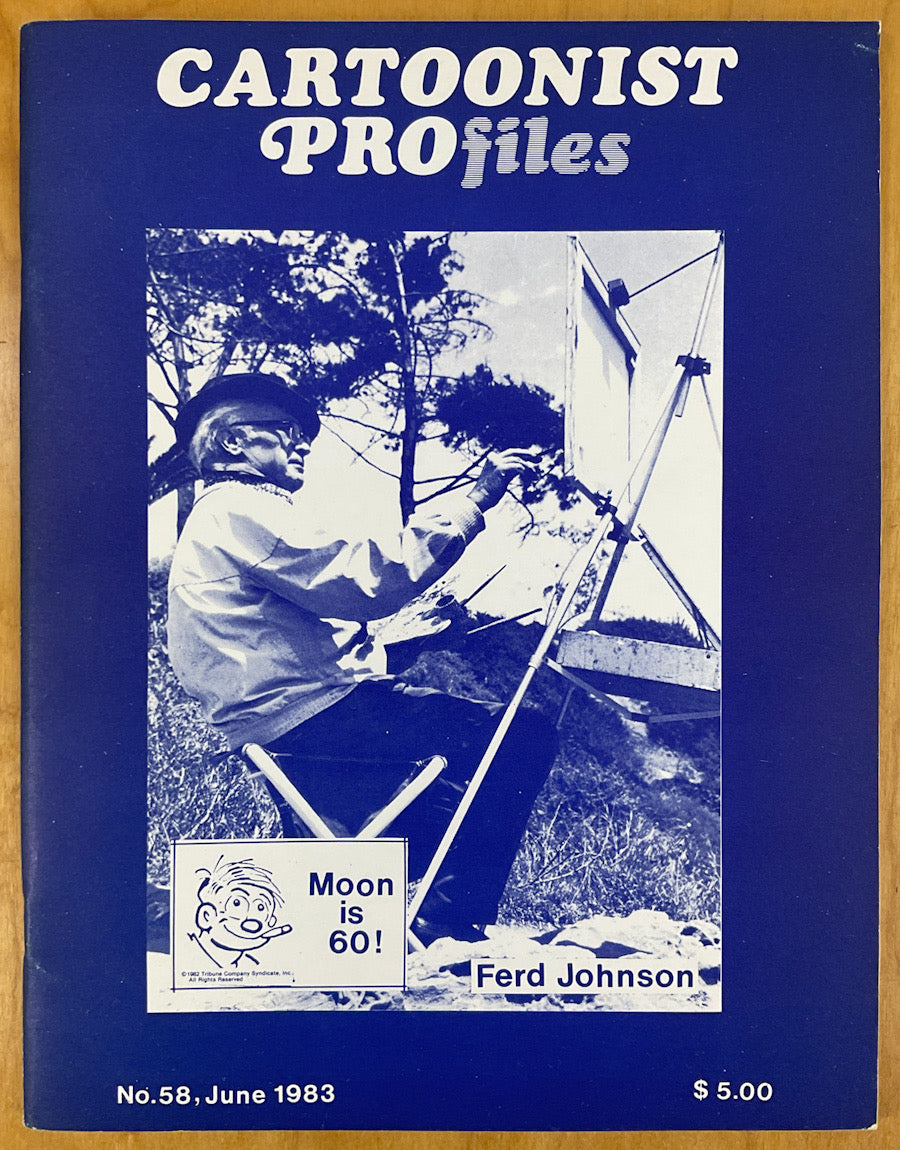 CARTOONIST
PROfiles
Moon
is
60!
©1982 Tribune Company Syndicate, Inc.
All Rights Reserved
Ferd Johnson
No.58, June 1983
$ 5.00